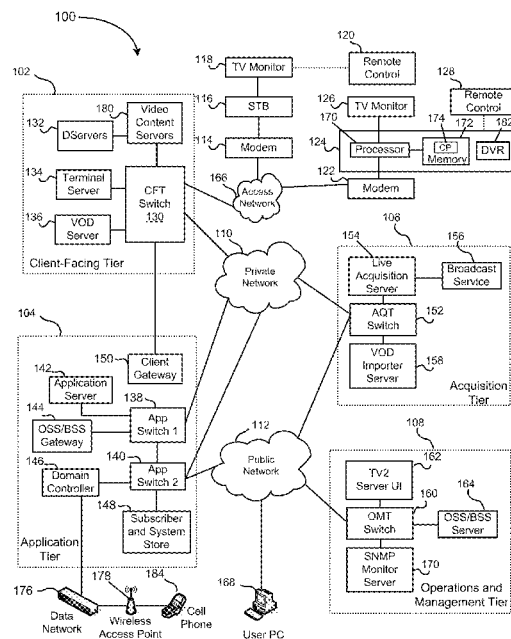 100
102
180
Video
Content
Servers
132
DServers
134
Terminal
Server
CFT
Switch
130
136
VOD
Server
Client-Facing Tier
118
TV Monitor
120
Remote
Control
116
STB
114
Modem
126
TV Monitor
128
Remote
Control
176
174
172
182
124
Processor
CP
Memory
DVR
122
Modem
166
Access
Network
110
Private
Network
106
154
Live
Acquisition
Server
156
Broadcast
Service
AQT
Switch
152
VOD
Importer
Server
158
Acquisition
Tier
104
150
Client
Gateway
142
Application
Server
138
App
Switch 1
144
OSS/BSS
Gateway
140
App
Switch 2
146
Domain
Controller
148
Subscriber
and System
Store
Application
Tier
112
Public
Network
108
TV2
Server UI
162
OMT
Switch
160
164
OSS/BSS
Server
SNMP
Monitor
Server
170
Operations and
Management Tier
176
Data
Network
178
Wireless
Access Point
184
Cell
Phone
168
User PC